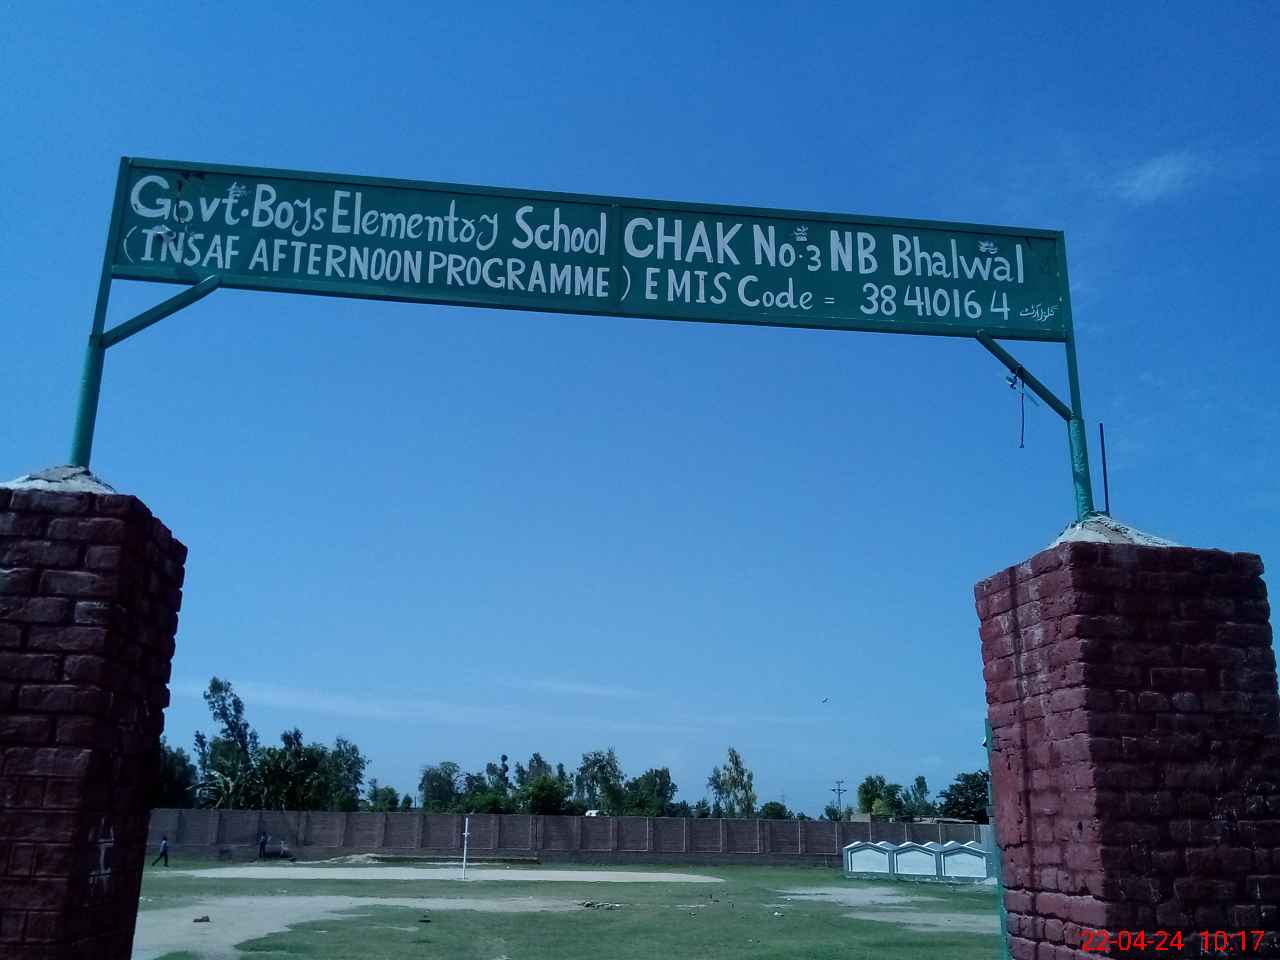 Govt. Boys Elementry School CHAK No. 3 NB Bhalwal
(INSAF AFTERNOON PROGRAMME) EMIS Code = 38410164
22-04-24 10:17